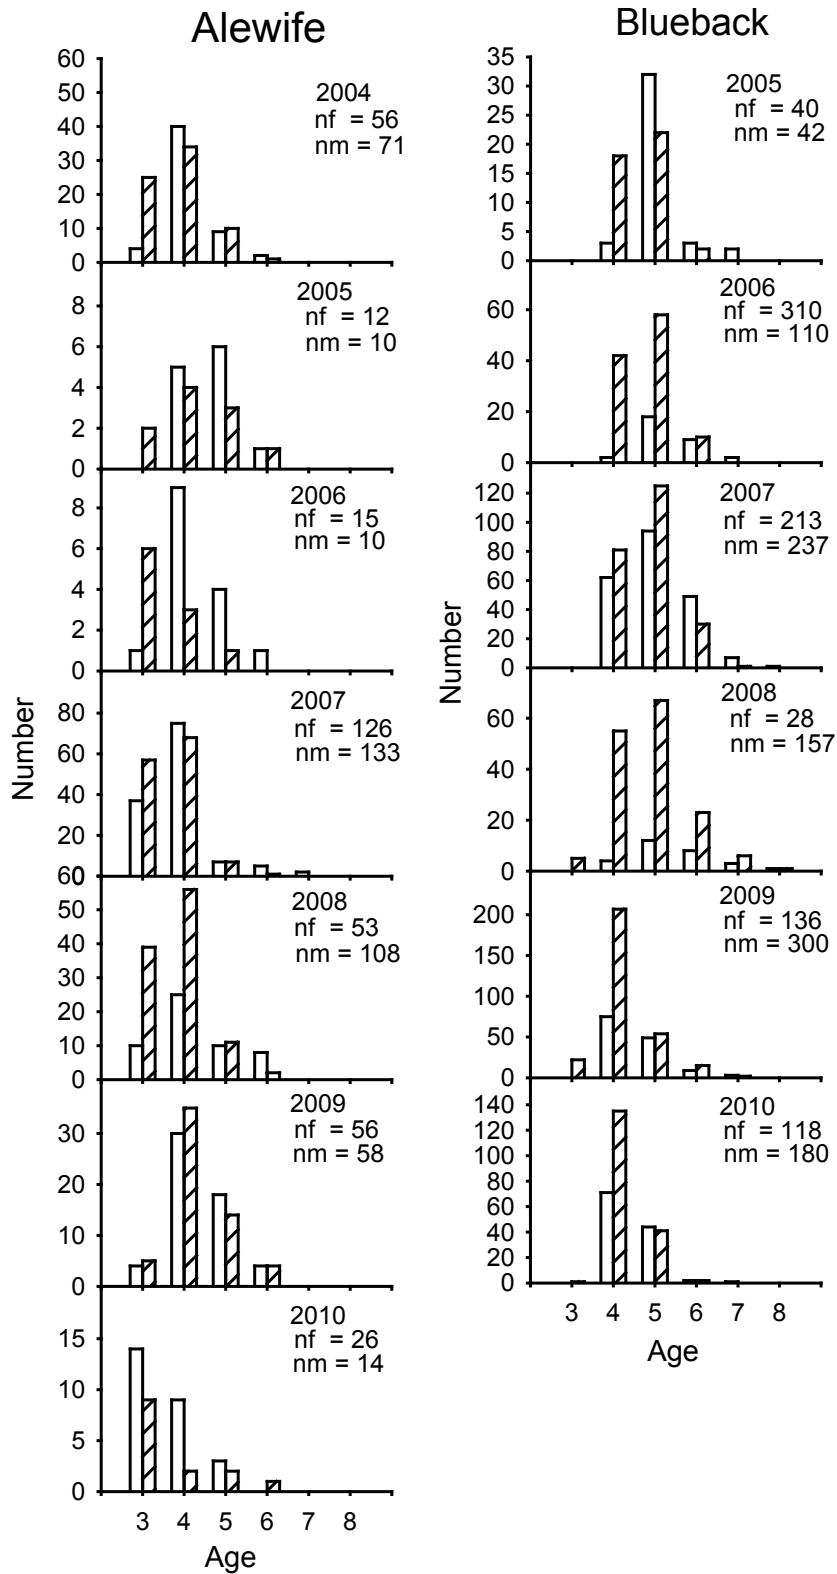 Alewife
60
50
40
30
20
10
0
2004
nf = 56
nm = 71
8
6
4
2
0
2005
nf = 12
nm = 10
8
6
4
2
0
2006
nf = 15
nm = 10
80
60
40
20
0
2007
nf = 126
nm = 133
60
50
40
30
20
10
0
2008
nf = 53
nm = 108
30
20
10
0
2009
nf = 56
nm = 58
15
10
5
0
2010
nf = 26
nm = 14
3 4 5 6 7 8
Age
Number
Blueback
35
30
25
20
15
10
5
0
2005
nf = 40
nm = 42
60
40
20
0
2006
nf = 310
nm = 110
120
100
80
60
40
20
0
2007
nf = 213
nm = 237
60
40
20
0
2008
nf = 28
nm = 157
200
150
100
50
0
2009
nf = 136
nm = 300
140
120
100
80
60
40
20
0
2010
nf = 118
nm = 180
3 4 5 6 7 8
Age
Number